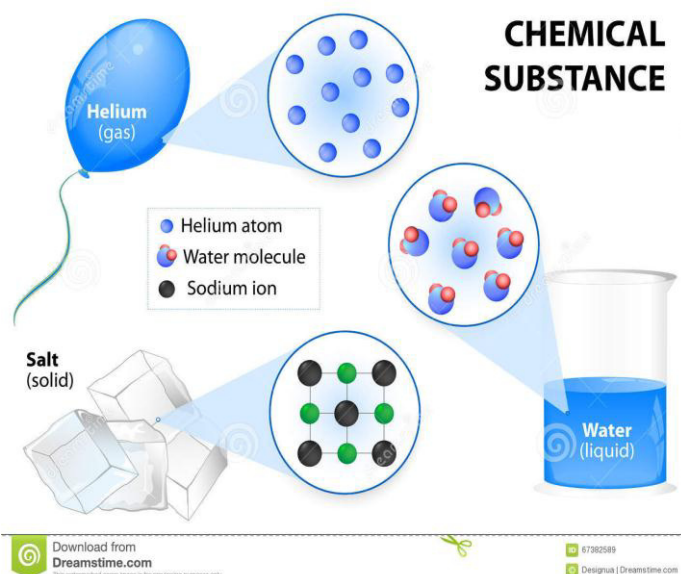 CHEMICAL
SUBSTANCE
Helium
(gas)
Helium atom
Water molecule
Sodium ion
Salt
(solid)
Water
(liquid)
Download from
Dreamstime.com
67382589
Designua | Dreamstime.com